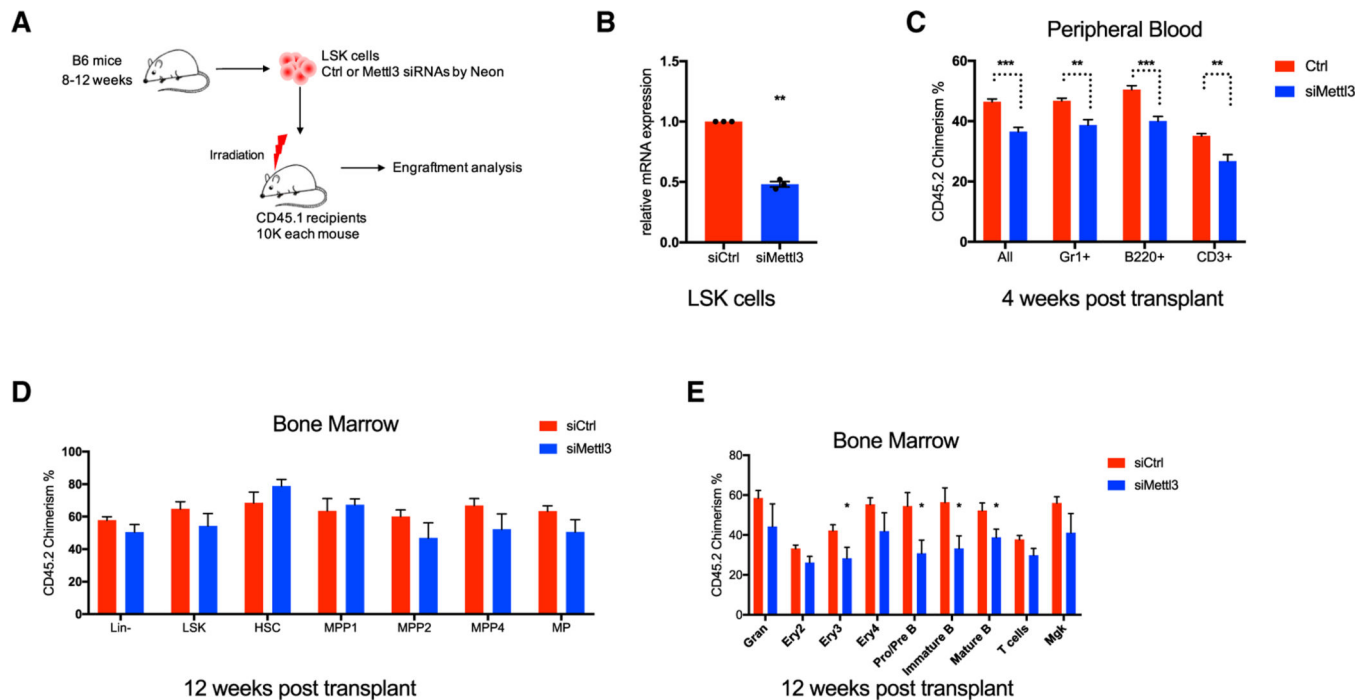 A
B6 mice
8-12 weeks
LSK cells
Ctrl or Mettl3 siRNAs by Neon
Irradiation
Engraftment analysis
CD45.1 recipients
10K each mouse
B
relative mRNA expression
1.5
1.0
0.5
0.0
**
siCtrl
siMettl3
LSK cells
C
Peripheral Blood
CD45.2 Chimerism %
60
40
20
0
***
**
***
**
Ctrl
siMettl3
All
Gr1+
B220+
CD3+
4 weeks post transplant
D
Bone Marrow
siCtrl
siMettl3
CD45.2 Chimerism %
100
80
60
40
20
0
Lin-
LSK
HSC
MPP1
MPP2
MPP4
MP
12 weeks post transplant
E
Bone Marrow
siCtrl
siMettl3
CD45.2 Chimerism %
80
60
40
20
0
*
*
*
*
Gran
Ery2
Ery3
Ery4
Pro/Pre B
Immature B
Mature B
T cells
Mgk
12 weeks post transplant